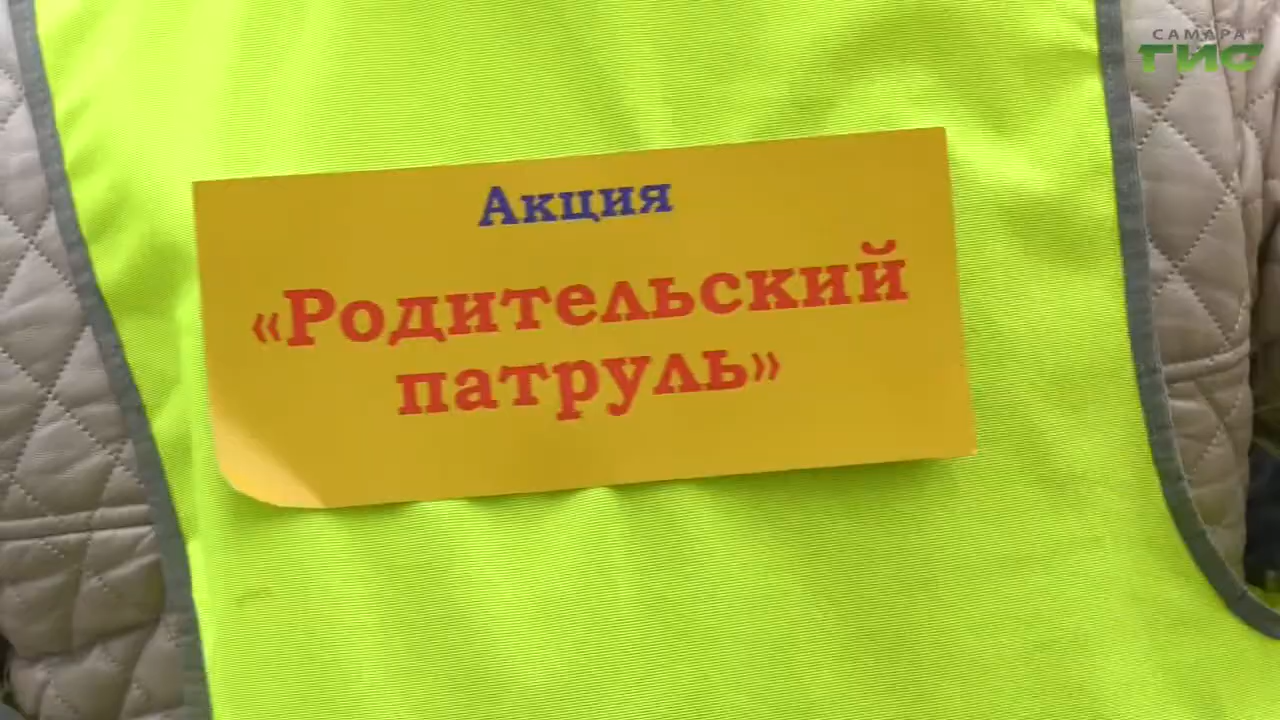 САМАРА
ГИС
Акция
«Родительский
патруль»